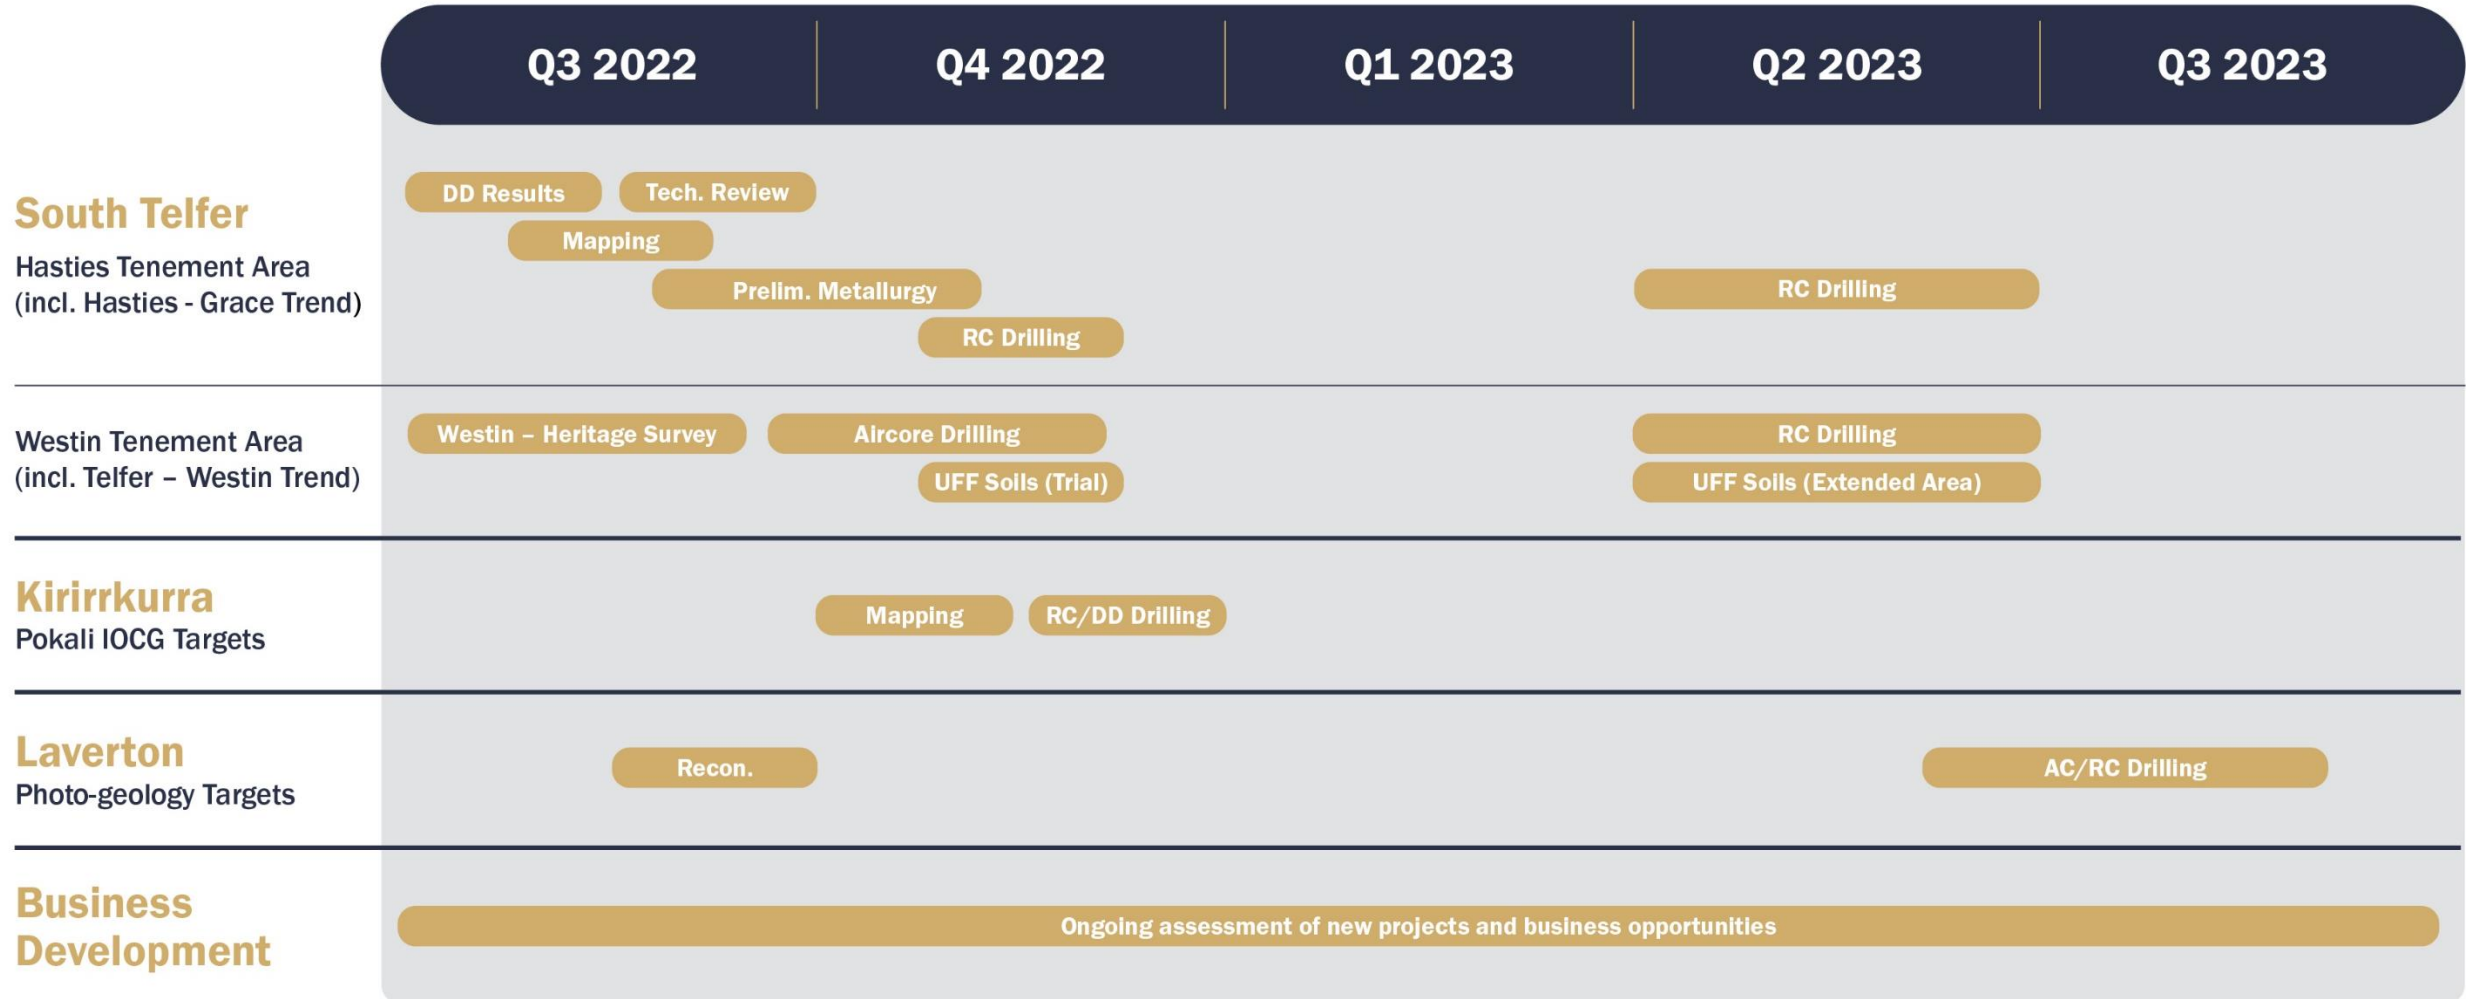 Q3 2022
Q4 2022
Q1 2023
Q2 2023
Q3 2023
South Telfer
Hasties Tenement Area
(incl. Hasties - Grace Trend)
DD Results
Tech. Review
Mapping
Prelim. Metallurgy
RC Drilling
RC Drilling
Westin Tenement Area
(incl. Telfer – Westin Trend)
Westin – Heritage Survey
Aircore Drilling
RC Drilling
UFF Soils (Trial)
UFF Soils (Extended Area)
Kirirrkurra
Pokali IOCG Targets
Mapping
RC/DD Drilling
Laverton
Photo-geology Targets
Recon.
AC/RC Drilling
Business
Development
Ongoing assessment of new projects and business opportunities